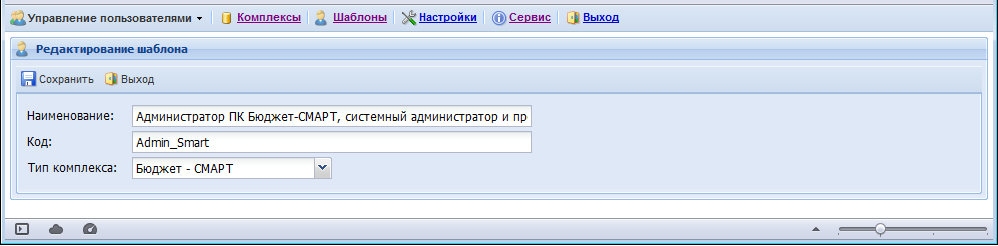 Управление пользователями Комплексы Шаблоны Настройки Сервис Выход
Редактирование шаблона
Сохранить Выход
Наименование: Администратор ПК Бюджет-СМАРТ, системный администратор и пр
Код: Admin_Smart
Тип комплекса: Бюджет - СМАРТ